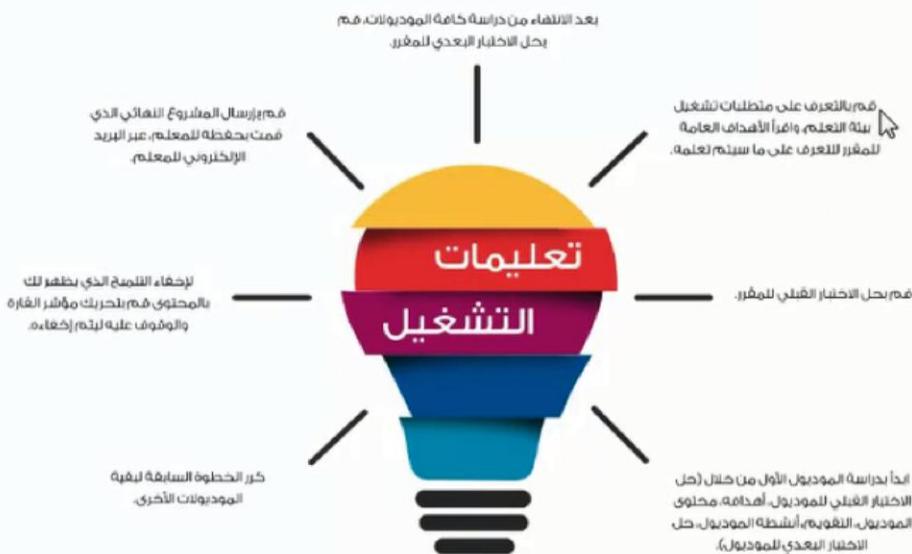 بعد الانتهاء من دراسة كافة الموديولات، قم
بحل الاختبار البعدي للمقرر.
قم بالتعرف على متطلبات تشغيل
بيئة التعلم، واقرأ الأهداف العامة
للمقرر للتعرف على ما سيتم تعلمه.
قم بإرسال المشروع النهائي الذي
قمت بحفظه للمعلم، عبر البريد
الإلكتروني للمعلم.
تعليمات
التشغيل
قم بحل الاختبار القبلي للمقرر.
لإخفاء التلميح الذي يظهر لك
بالمحتوى قم بتحريك مؤشر الفارة
والوقوف عليه ليتم إخفاءه.
ابدأ بدراسة الموديول الأول من خلال (حل
الاختبار القبلي للموديول، أهدافه، محتوى
الموديول، التقويم، أنشطة الموديول، حل
الاختبار البعدي للموديول).
كرر الخطوة السابقة لبقية
الموديولات الأخرى.